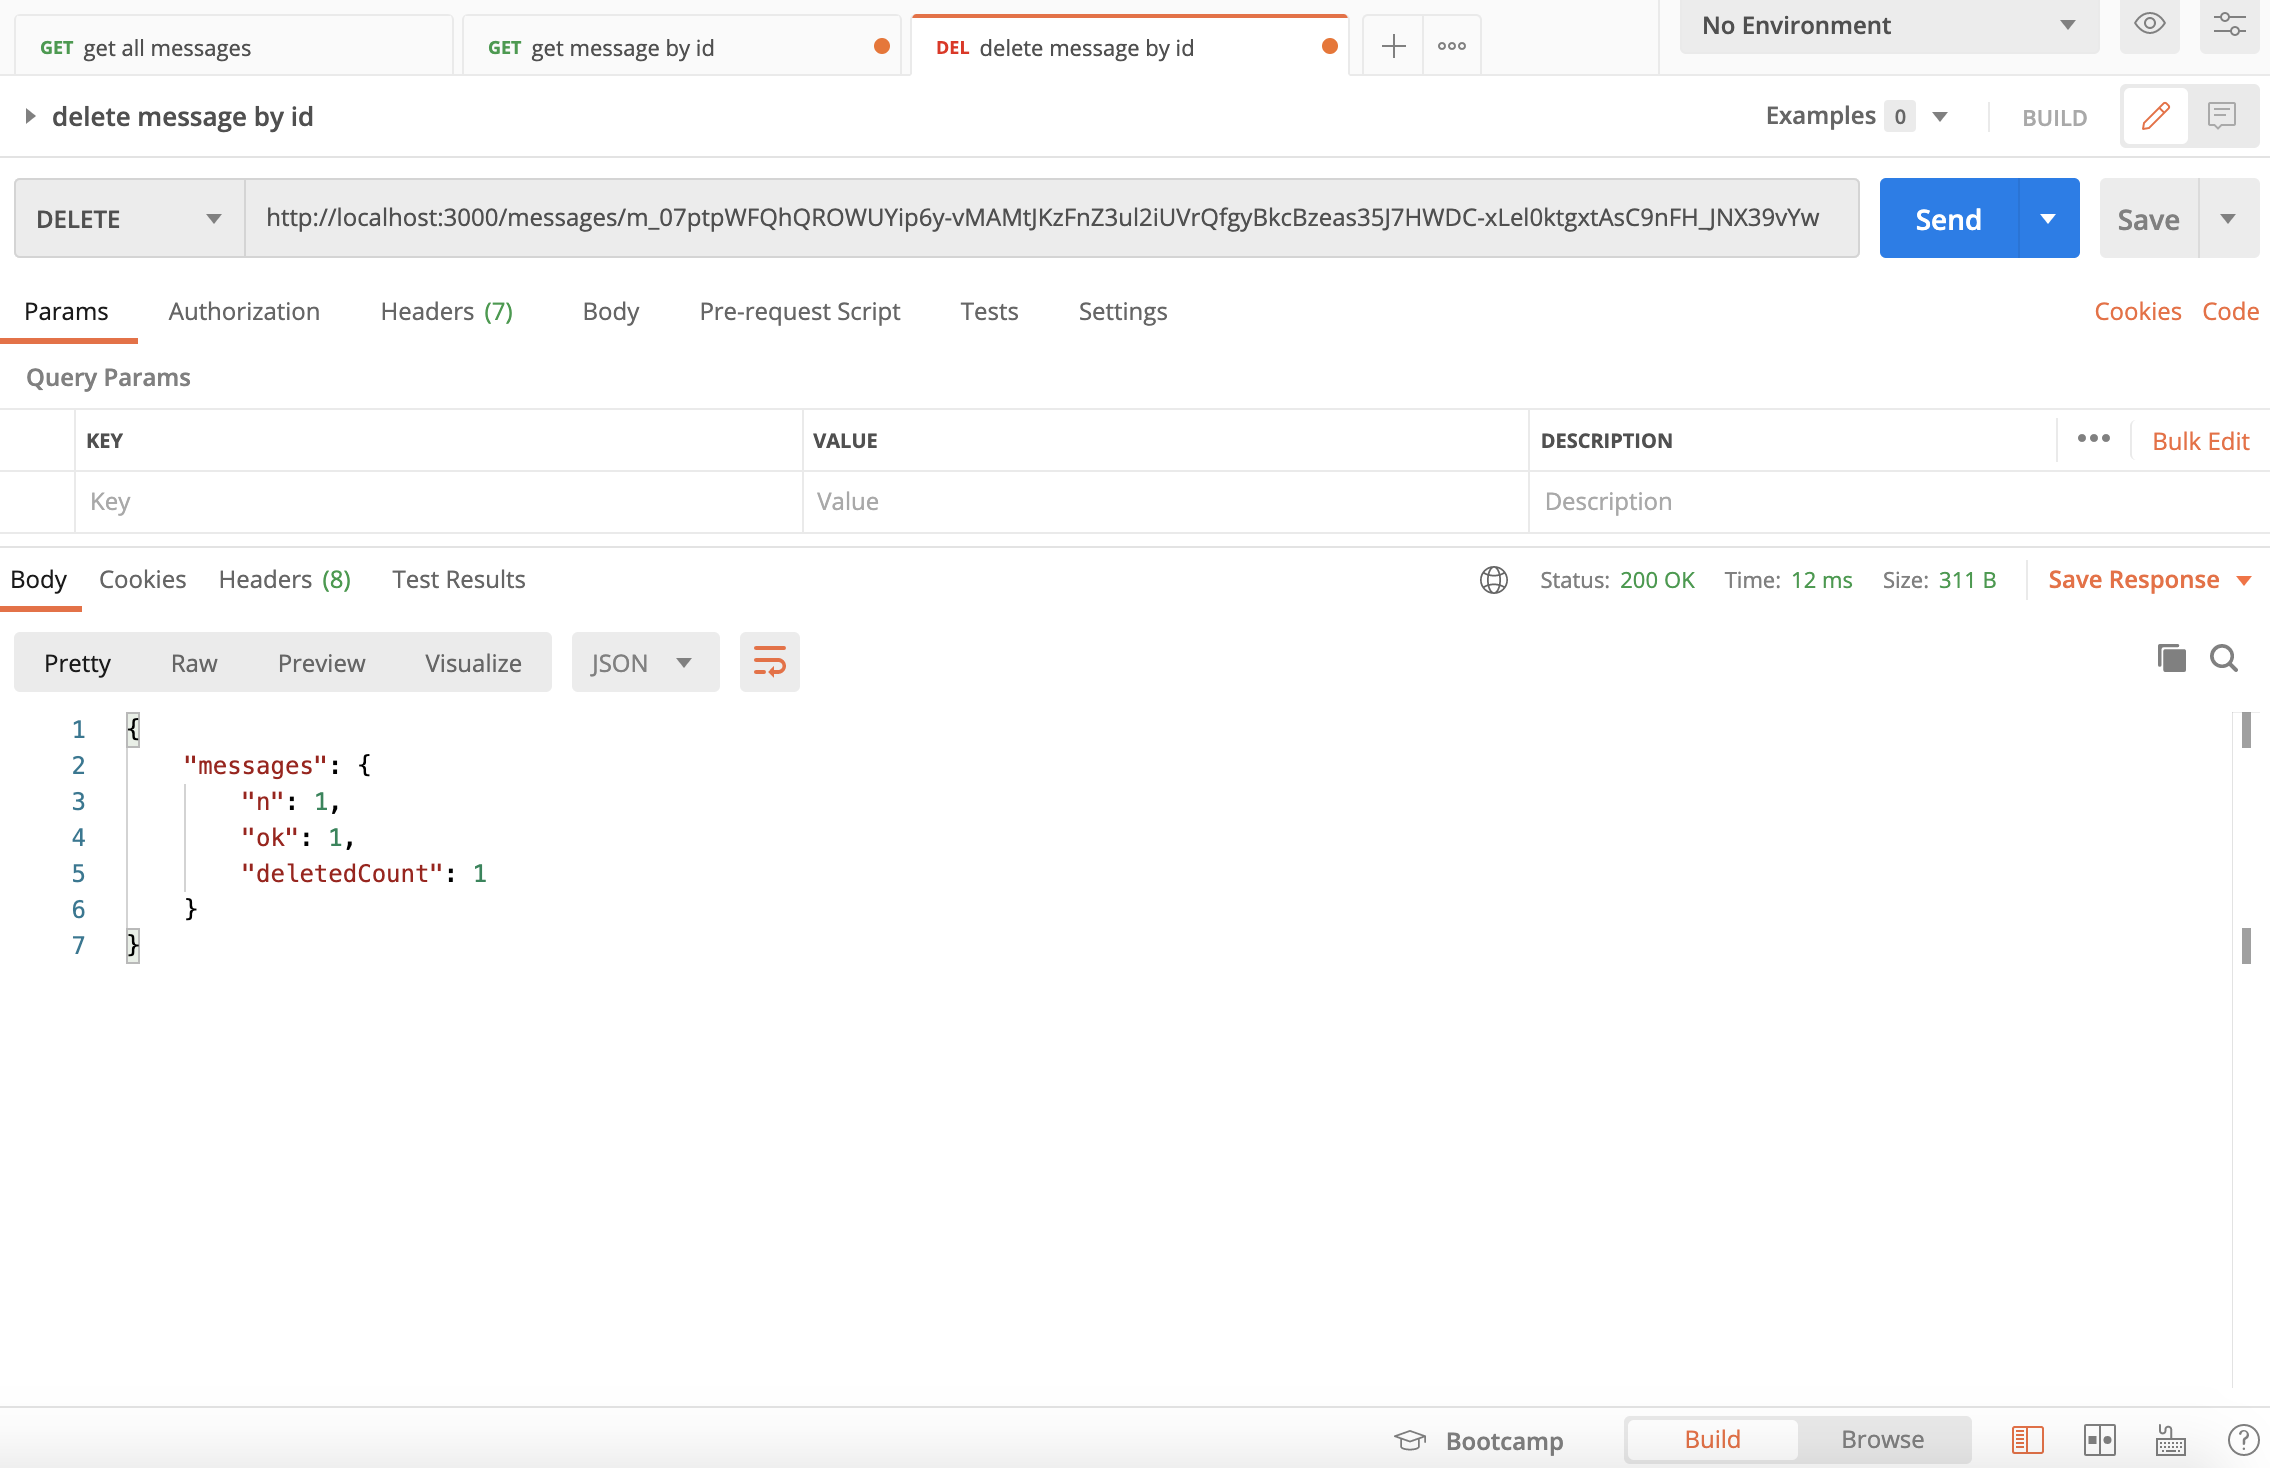 GET get all messages GET get message by id DEL delete message by id No Environment
delete message by id Examples 0 BUILD
DELETE http://localhost:3000/messages/m_07ptpWFQhQROWUYip6y-vMAMtJKzFnZ3ul2iUVrQfgyBkcBzeas35J7HWDC-xLel0ktgxtAsC9nFH_JNX39vYw Send Save
Params Authorization Headers (7) Body Pre-request Script Tests Settings Cookies Code
Query Params
KEY VALUE DESCRIPTION Bulk Edit
Key Value Description
Body Cookies Headers (8) Test Results Status: 200 OK Time: 12 ms Size: 311 B Save Response
Pretty Raw Preview Visualize JSON
1 {
2 "messages": {
3 "n": 1,
4 "ok": 1,
5 "deletedCount": 1
6 }
7 }
Bootcamp Build Browse